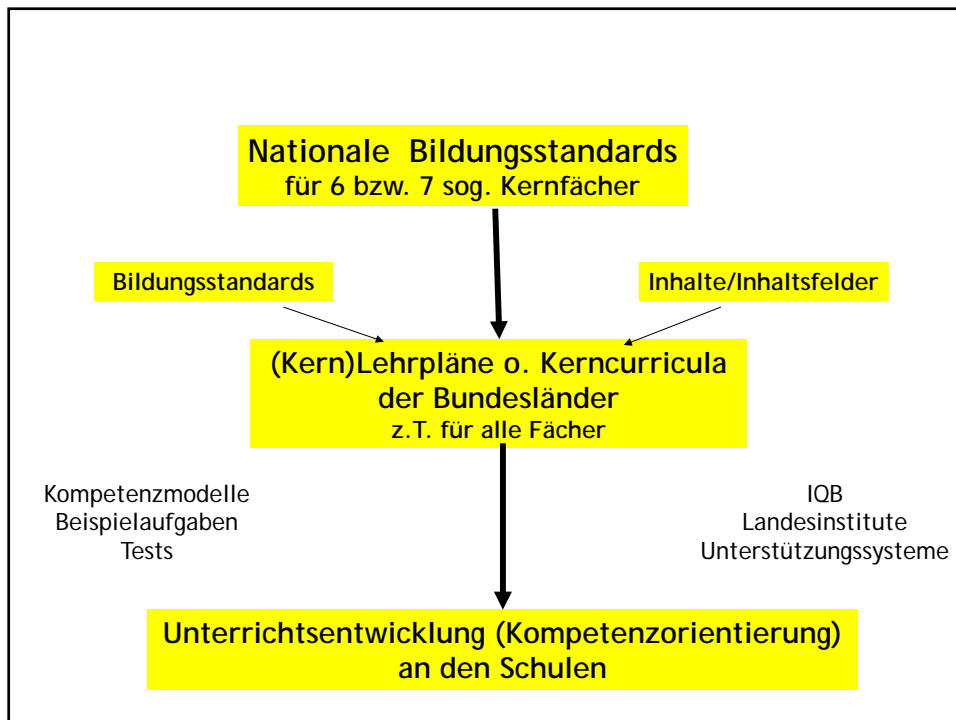 Nationale Bildungsstandards
für 6 bzw. 7 sog. Kernfächer
Bildungsstandards
Inhalte/Inhaltsfelder
(Kern)Lehrpläne o. Kerncurricula
der Bundesländer
z.T. für alle Fächer
Kompetenzmodelle
Beispielaufgaben
Tests
IQB
Landesinstitute
Unterstützungssysteme
Unterrichtsentwicklung (Kompetenzorientierung)
an den Schulen